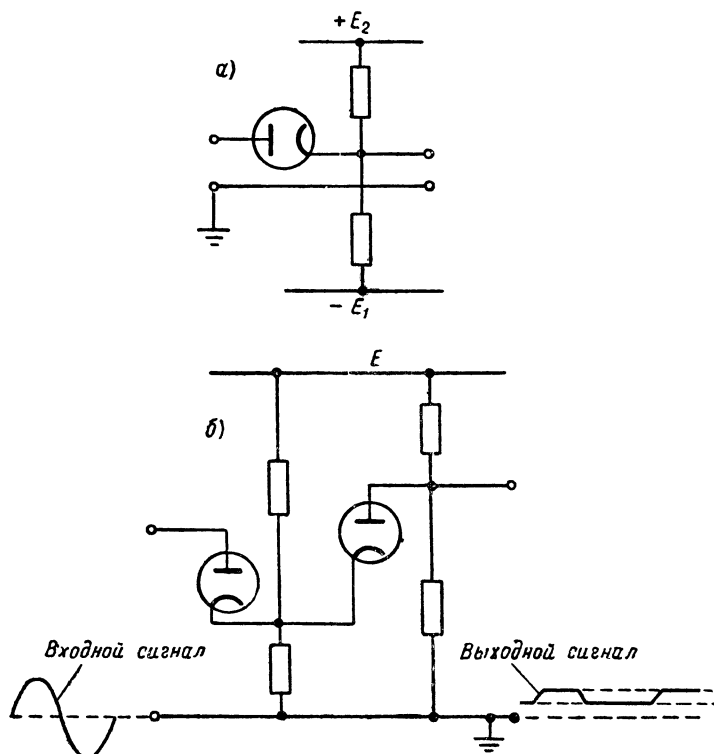 + E₂
а)
- E₁
E
б)
Входной сигнал
Выходной сигнал